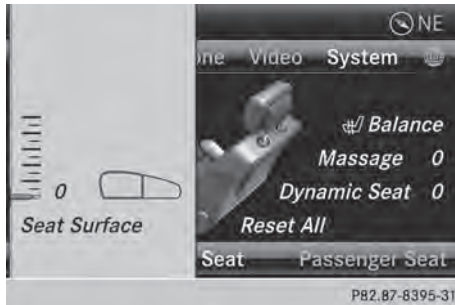 NE
Video System
0
Seat Surface
Balance
Massage 0
Dynamic Seat 0
Reset All
Seat Passenger Seat
P82.87-8395-31